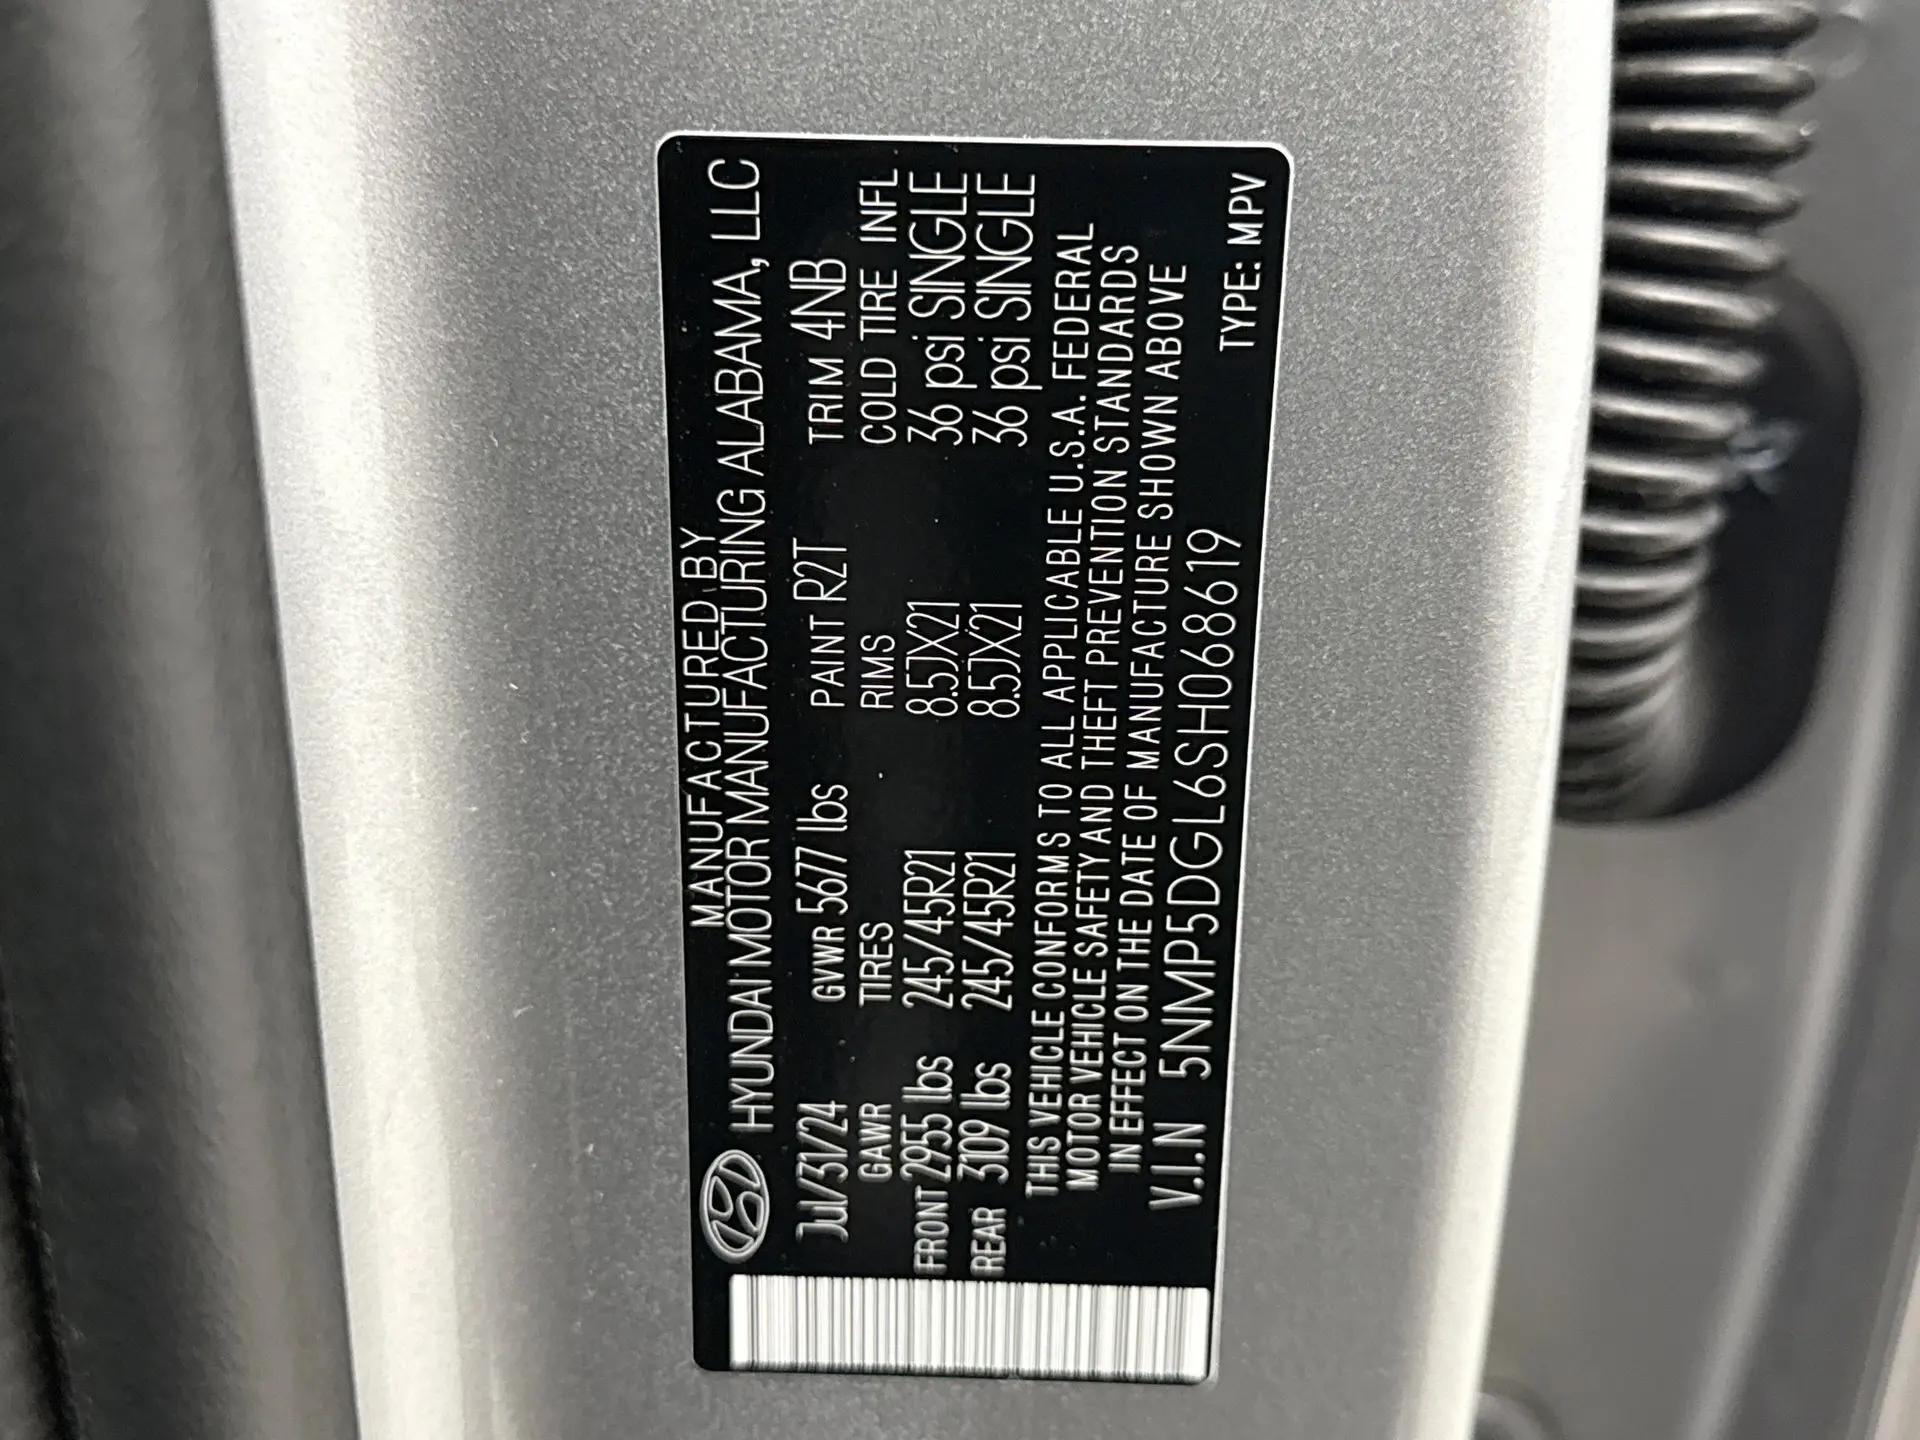 MANUFACTURED BY
HYUNDAI MOTOR MANUFACTURING ALABAMA, LLC
Jul/31/24 GVWR 5677 lbs PAINT R2T TRIM 4NB
GAWR TIRES RIMS COLD TIRE INFL
FRONT 2955 lbs 245/45R21 8.5JX21 36 psi SINGLE
REAR 3109 lbs 245/45R21 8.5JX21 36 psi SINGLE
THIS VEHICLE CONFORMS TO ALL APPLICABLE U.S.A. FEDERAL
MOTOR VEHICLE SAFETY AND THEFT PREVENTION STANDARDS
IN EFFECT ON THE DATE OF MANUFACTURE SHOWN ABOVE
V.I.N 5NMP5DGL6SH068619 TYPE: MPV